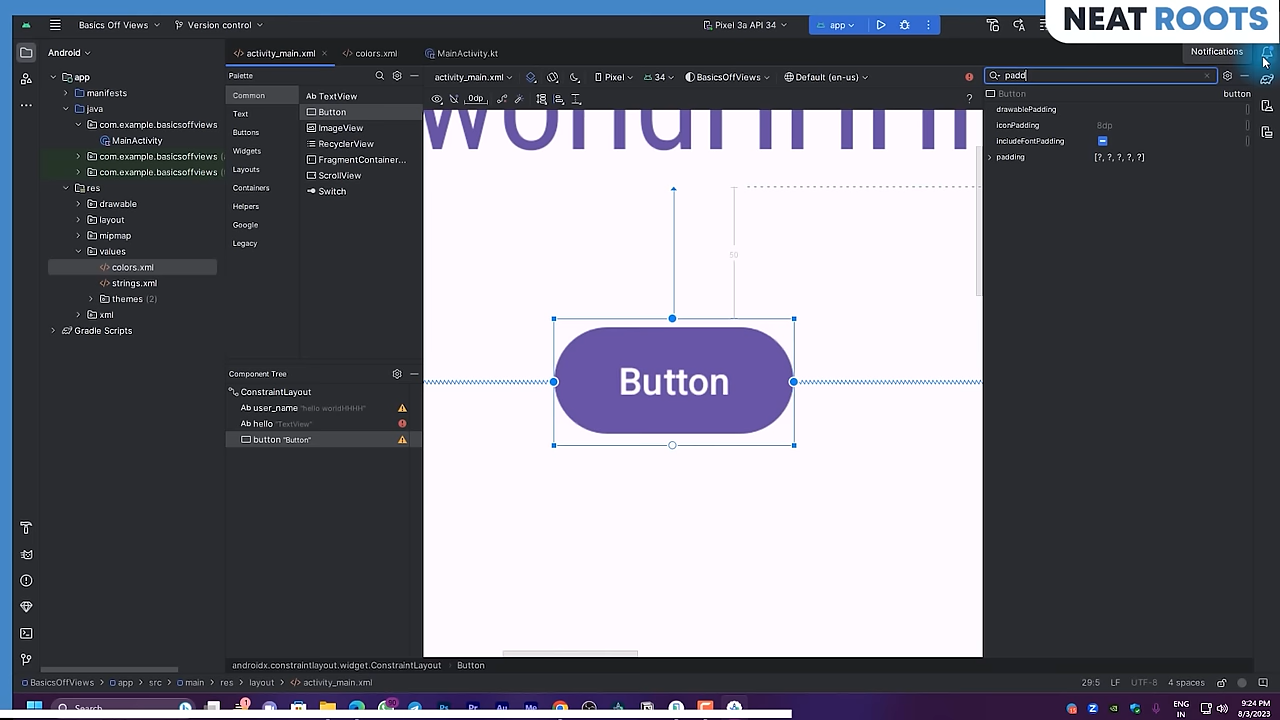 NEAT ROOTS
Basics Off Views
Version control
Pixel 3a API 34
app
Notifications
Android
activity_main.xml
colors.xml
MainActivity.kt
Palette
activity_main.xml
Pixel
34
BasicsOffViews
Default (en-us)
padd
0dp
?
app
manifests
java
com.example.basicsoffviews
MainActivity
com.example.basicsoffviews
com.example.basicsoffviews
res
drawable
layout
mipmap
values
colors.xml
strings.xml
themes (2)
xml
Gradle Scripts
Common
Text
Buttons
Widgets
Layouts
Containers
Helpers
Google
Legacy
Ab TextView
Button
ImageView
RecyclerView
FragmentContainer...
ScrollView
Switch
Button
button
drawablePadding
iconPadding
8dp
includeFontPadding
padding
[?, ?, ?, ?, ?]
50
Button
Component Tree
ConstraintLayout
Ab user_name "hello worldHHHH"
Ab hello "TextView"
button "Button"
androidx.constraintlayout.widget.ConstraintLayout
Button
BasicsOffViews > app > src > main > res > layout > activity_main.xml
29:5
LF
UTF-8
4 spaces
Search
Ps
Pr
Au
Me
ENG
IN
9:24 PM
8/3/2023